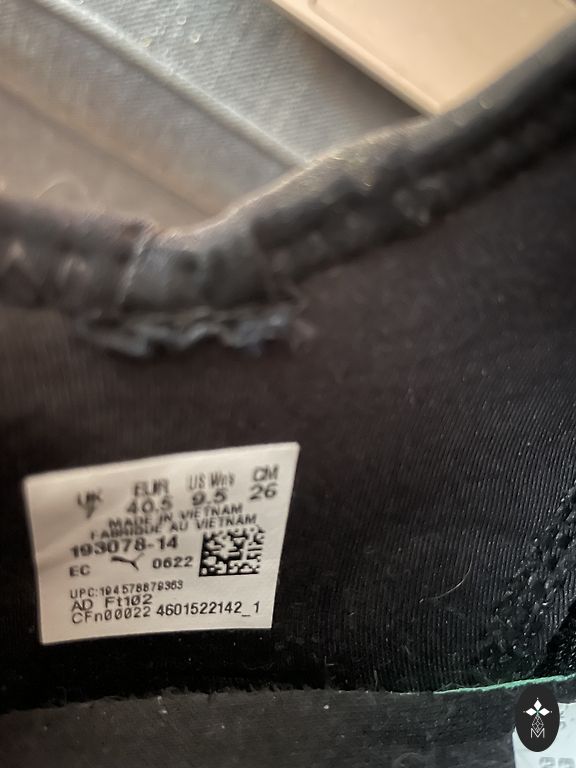 UK EUR US Wn's CM
7 40.5 9.5 26
MADE IN VIETNAM
FABRIQUE AU VIETNAM
193078-14
EC 0622
UPC:194578879363
AD Ft102
CFn00022 4601522142_1
M